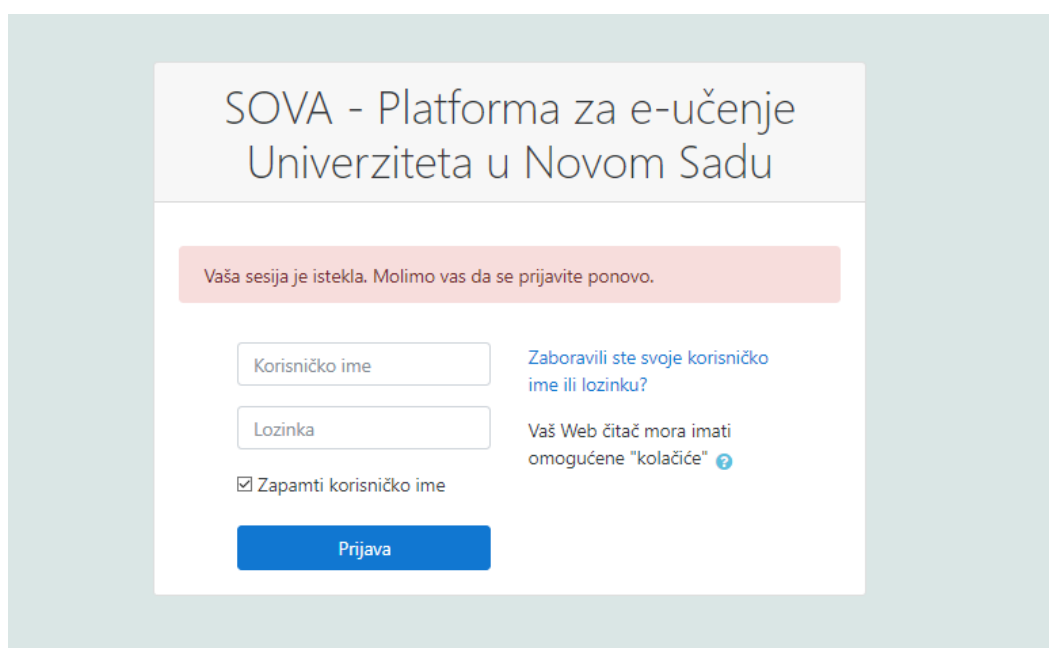 SOVA - Platforma za e-učenje
Univerziteta u Novom Sadu
Vaša sesija je istekla. Molimo vas da se prijavite ponovo.
Korisničko ime
Lozinka
Zapamti korisničko ime
Prijava
Zaboravili ste svoje korisničko
ime ili lozinku?
Vaš Web čitač mora imati
omogućene "kolačiće" ?